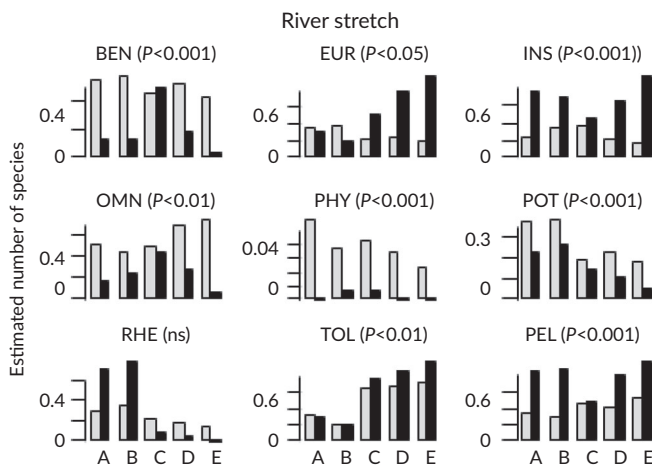 River stretch
BEN (P<0.001)
EUR (P<0.05)
INS (P<0.001))
0.4
0
0.6
0
0.6
0
OMN (P<0.01)
PHY (P<0.001)
POT (P<0.001)
0.4
0
0.04
0
0.3
0
RHE (ns)
TOL (P<0.01)
PEL (P<0.001)
0.4
0
0.6
0
0.6
0
A B C D E
A B C D E
A B C D E
Estimated number of species